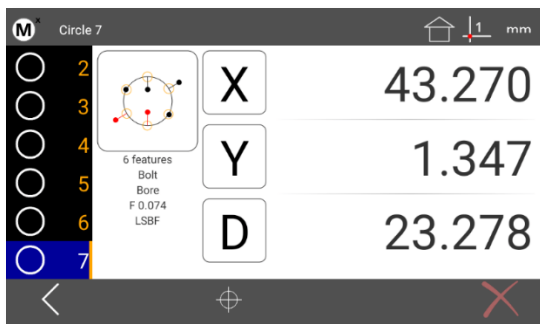 Mx Circle 7 1 mm
2
3
4
5
6
7
6 features
Bolt
Bore
F 0.074
LSBF
X 43.270
Y 1.347
D 23.278